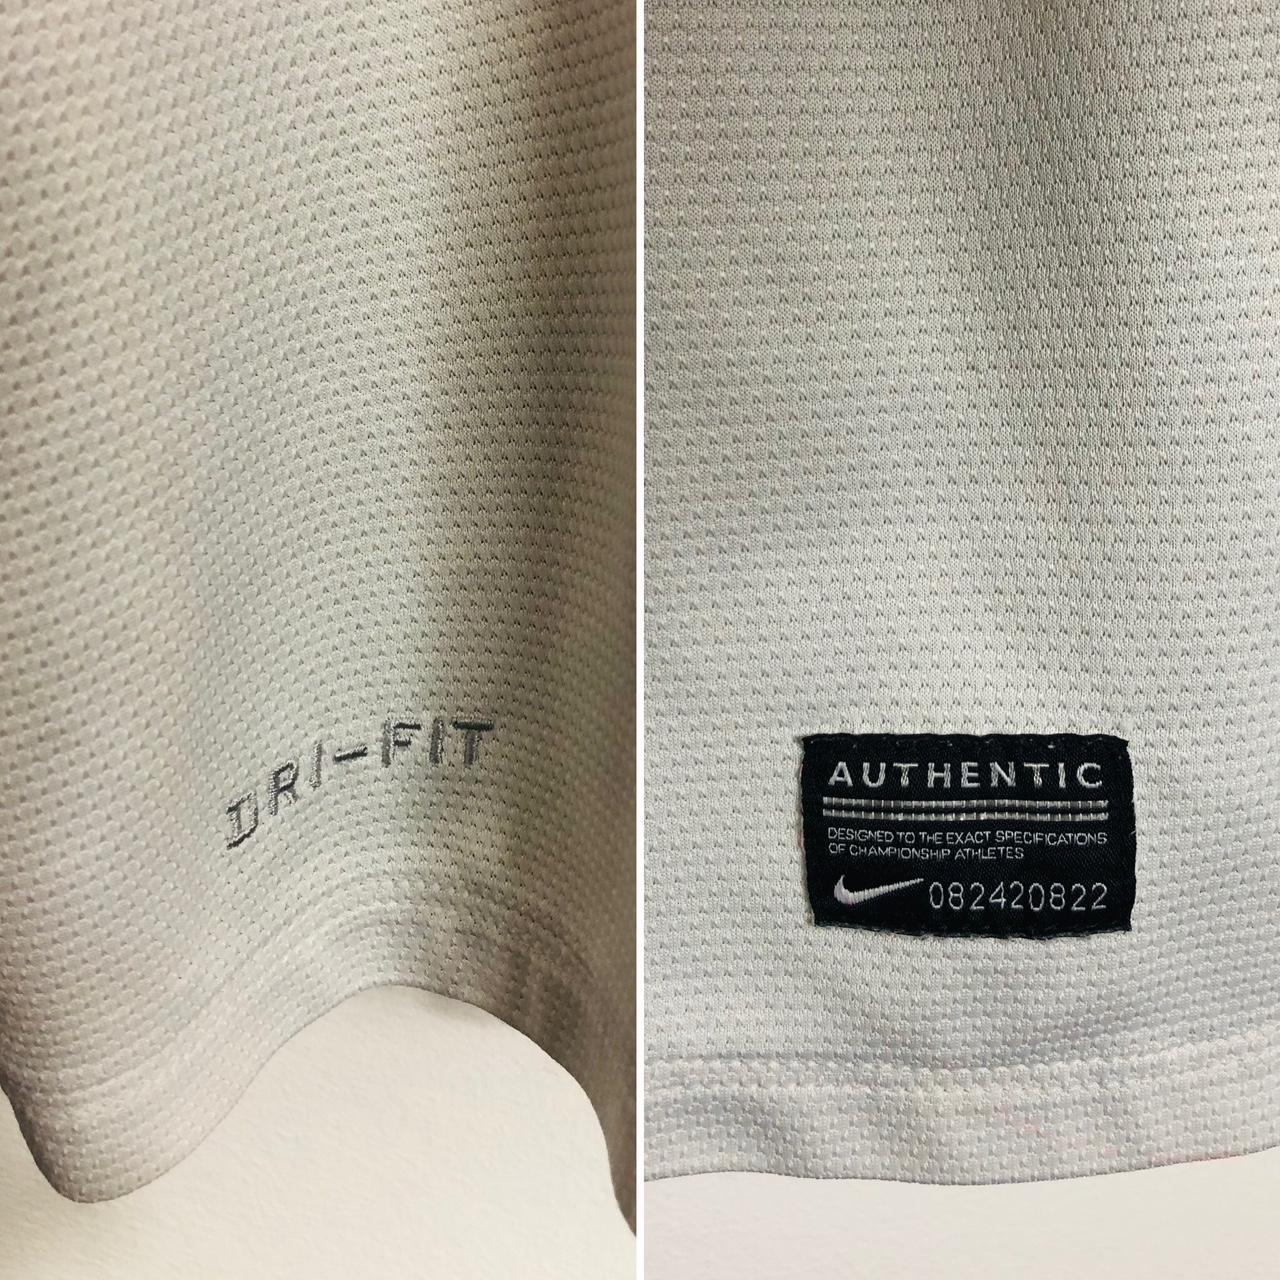 DRI-FIT
AUTHENTIC
DESIGNED TO THE EXACT SPECIFICATIONS
OF CHAMPIONSHIP ATHLETES
082420822